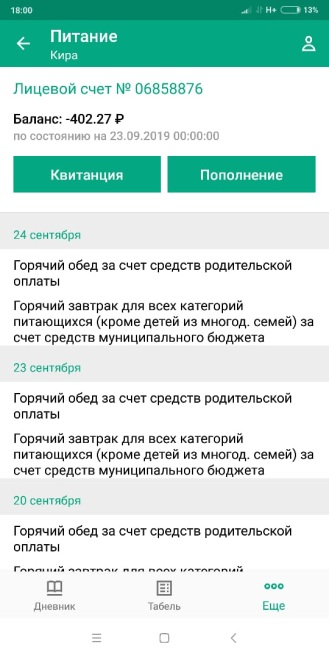 18:00
H+
13%
Питание
Кира
Лицевой счет № 06858876
Баланс: -402.27 ₽
по состоянию на 23.09.2019 00:00:00
Квитанция
Пополнение
24 сентября
Горячий обед за счет средств родительской
оплаты
Горячий завтрак для всех категорий
питающихся (кроме детей из многод. семей) за
счет средств муниципального бюджета
23 сентября
Горячий обед за счет средств родительской
оплаты
Горячий завтрак для всех категорий
питающихся (кроме детей из многод. семей) за
счет средств муниципального бюджета
20 сентября
Горячий обед за счет средств родительской
оплаты
Горячий завтрак для всех категорий
Дневник
Табель
Еще